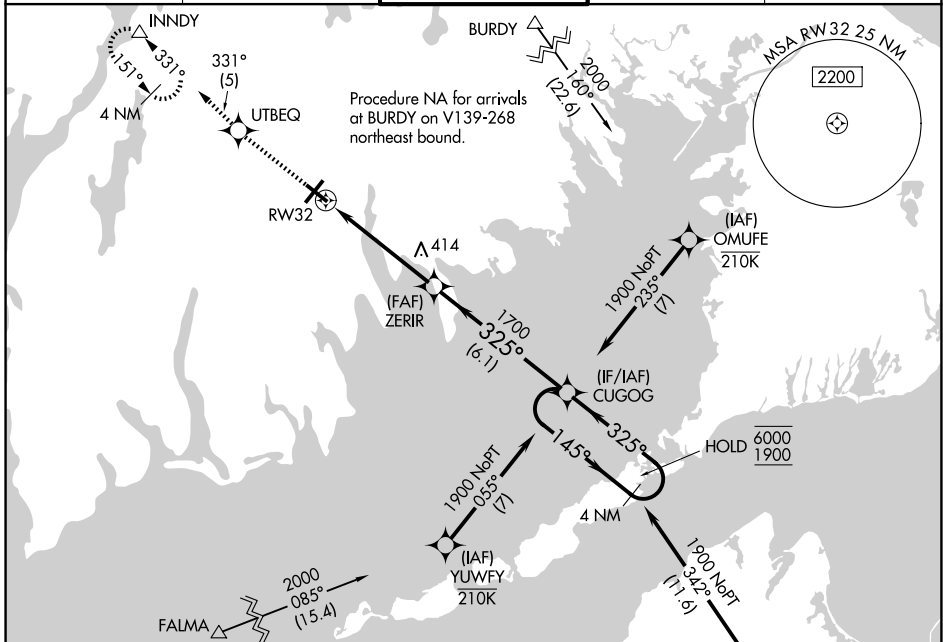 INNDY
331°
151°
4 NM
331°
(5)
UTBEQ
RW32
BURDY
2000
160°
(22.6)
Procedure NA for arrivals
at BURDY on V139-268
northeast bound.
MSA RW32 25 NM
2200
414
(FAF)
ZERIR
1700
325°
(6.1)
(IAF)
OMUFE
210K
1900 NoPT
235°
(7)
(IF/IAF)
CUGOG
325°
145°
HOLD 6000
1900
4 NM
1900 NoPT
055°
(7)
(IAF)
YUWFY
210K
1900 NoPT
342°
(11.6)
2000
085°
(15.4)
FALMA